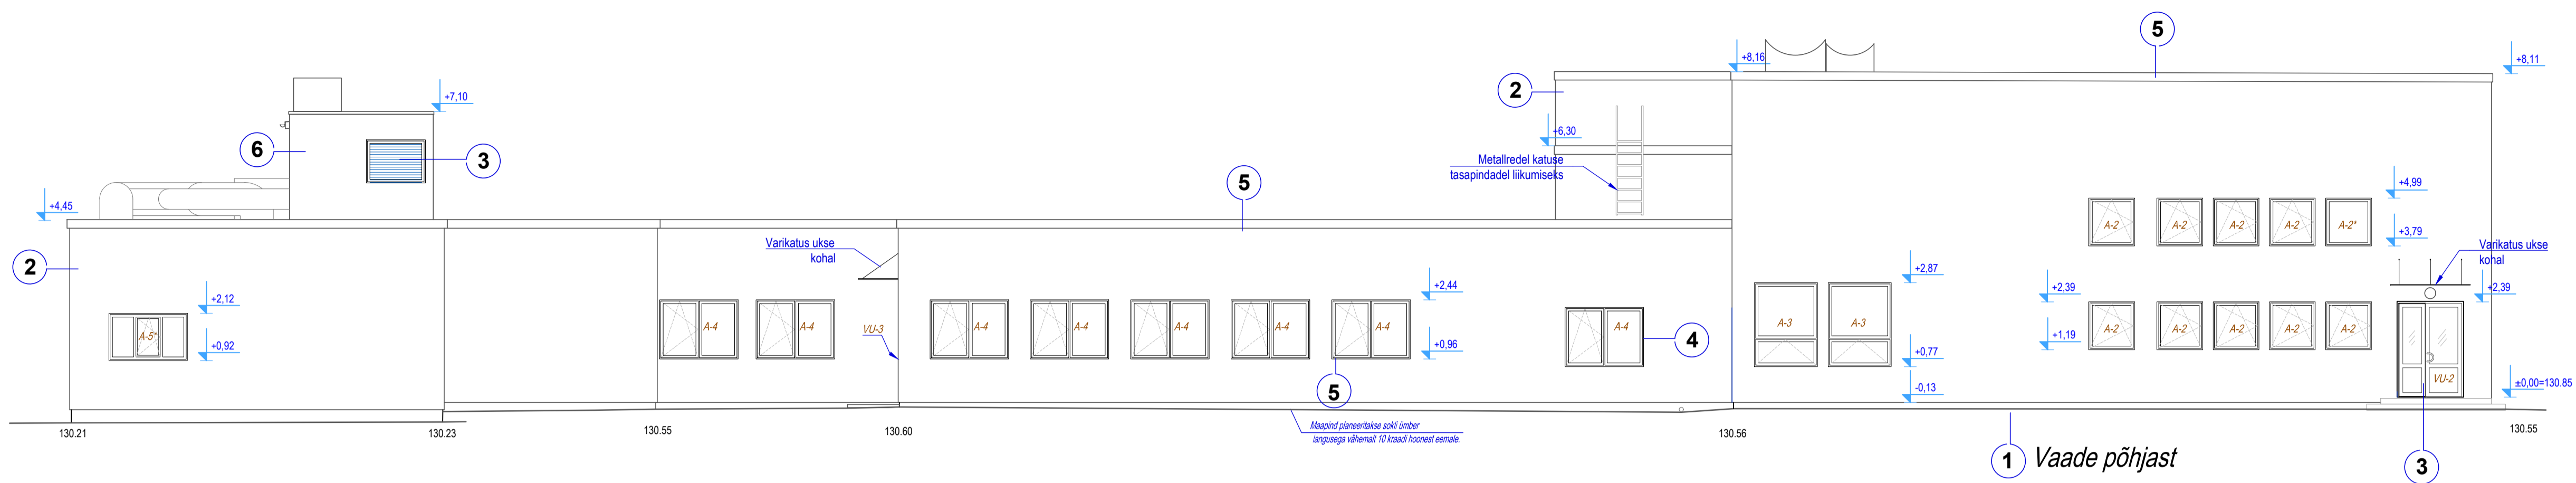 5
+8,16
+8,11
+7,10
2
+6,30
6
3
Metallredel katuse
tasapindadel liikumiseks
5
+4,45
+4,99
A-2
A-2
A-2
A-2
A-2*
+3,79
Varikatus ukse
kohal
Varikatus ukse
kohal
2
+2,12
A-5*
+0,92
A-4
A-4
VU-3
A-4
A-4
A-4
A-4
A-4
+2,44
+0,96
5
A-4
4
A-3
A-3
+2,87
+0,77
-0,13
+2,39
+1,19
A-2
A-2
A-2
A-2
A-2
+2,39
VU-2
±0,00=130.85
130.21
130.23
130.55
130.60
Maapind planeeritakse sokli ümber
langusega vähemalt 10 kraadi hoonest eemale.
130.56
130.55
1
Vaade põhjast
3